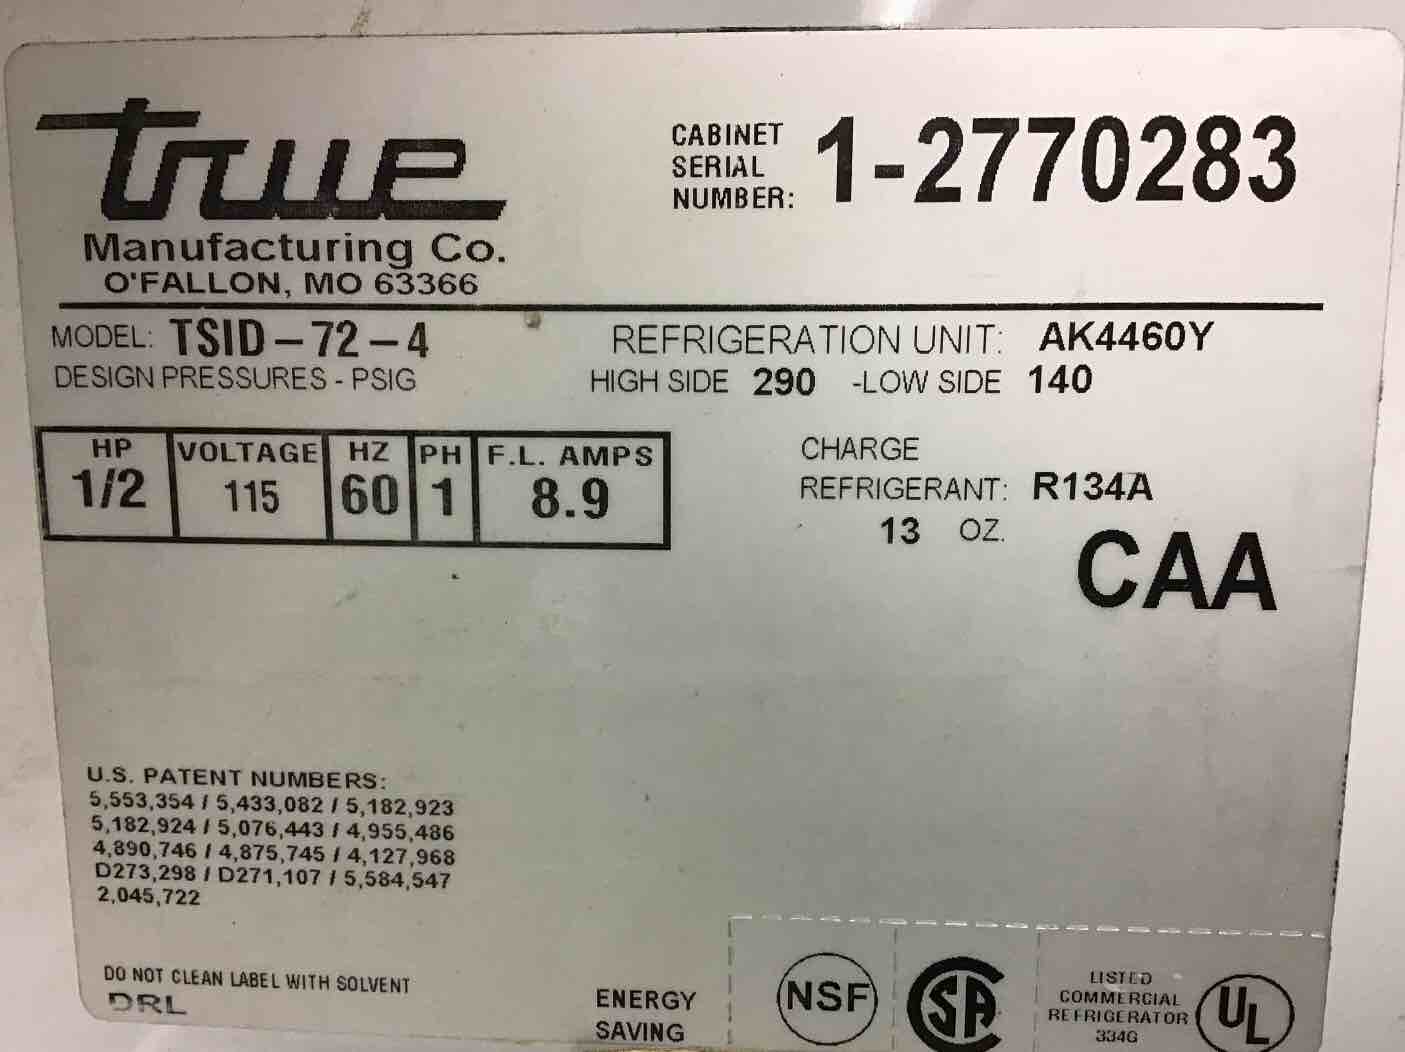 true
Manufacturing Co.
O'FALLON, MO 63366
CABINET
SERIAL
NUMBER: 1-2770283
MODEL: TSID-72-4
REFRIGERATION UNIT: AK4460Y
DESIGN PRESSURES - PSIG
HIGH SIDE 290 -LOW SIDE 140
HP VOLTAGE HZ PH F.L. AMPS
1/2 115 60 1 8.9
CHARGE
REFRIGERANT: R134A
13 OZ.
CAA
U.S. PATENT NUMBERS:
5,553,354 / 5,433,082 / 5,182,923
5,182,924 / 5,076,443 / 4,955,486
4,890,746 / 4,875,745 / 4,127,968
D273,298 / D271,107 / 5,584,547
2,045,722
DO NOT CLEAN LABEL WITH SOLVENT
DRL
ENERGY
SAVING
NSF
SA
LISTED
COMMERCIAL
REFRIGERATOR
334G
UL